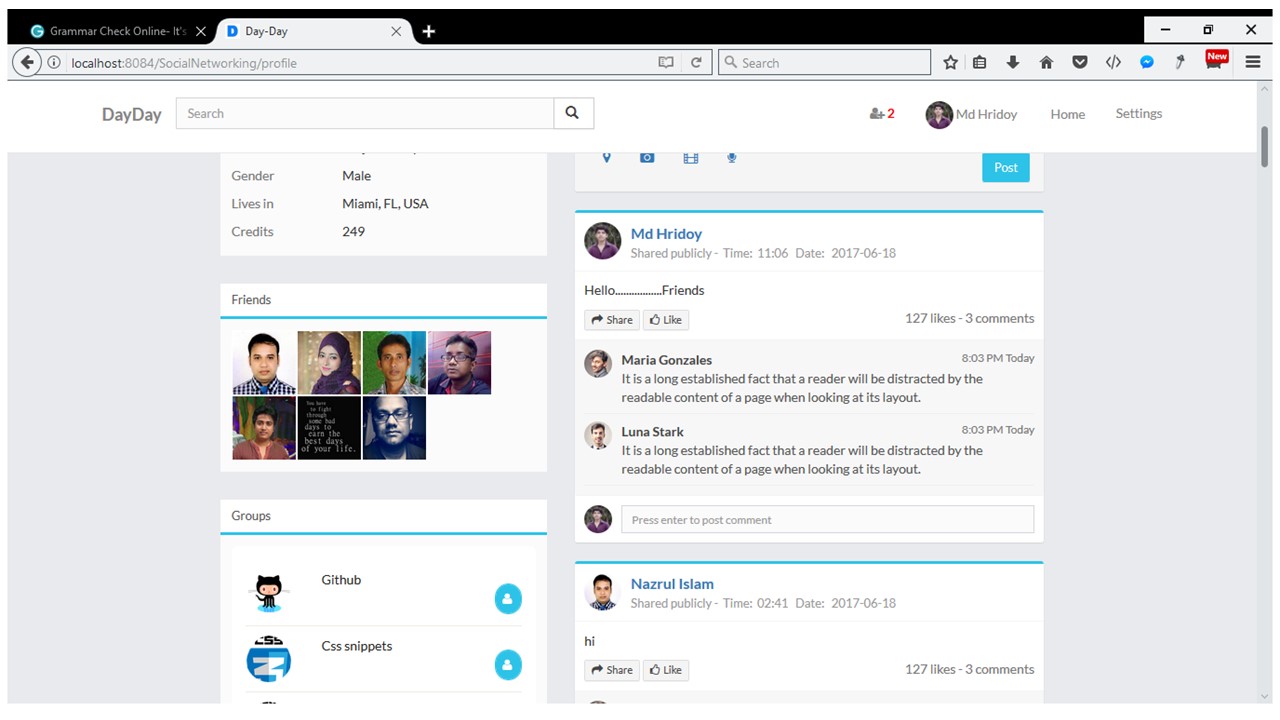 Grammar Check Online- It's
Day-Day
localhost:8084/SocialNetworking/profile
Search
New
DayDay
Search
2
Md Hridoy
Home
Settings
Gender
Male
Lives in
Miami, FL, USA
Credits
249
Friends
You have
to fight
through
some bad
days to
earn the
best days
of your life.
Groups
Github
CSS
Css snippets
Post
Md Hridoy
Shared publicly - Time: 11:06 Date: 2017-06-18
Hello.................Friends
Share
Like
127 likes - 3 comments
Maria Gonzales
8:03 PM Today
It is a long established fact that a reader will be distracted by the
readable content of a page when looking at its layout.
Luna Stark
8:03 PM Today
It is a long established fact that a reader will be distracted by the
readable content of a page when looking at its layout.
Press enter to post comment
Nazrul Islam
Shared publicly - Time: 02:41 Date: 2017-06-18
hi
Share
Like
127 likes - 3 comments